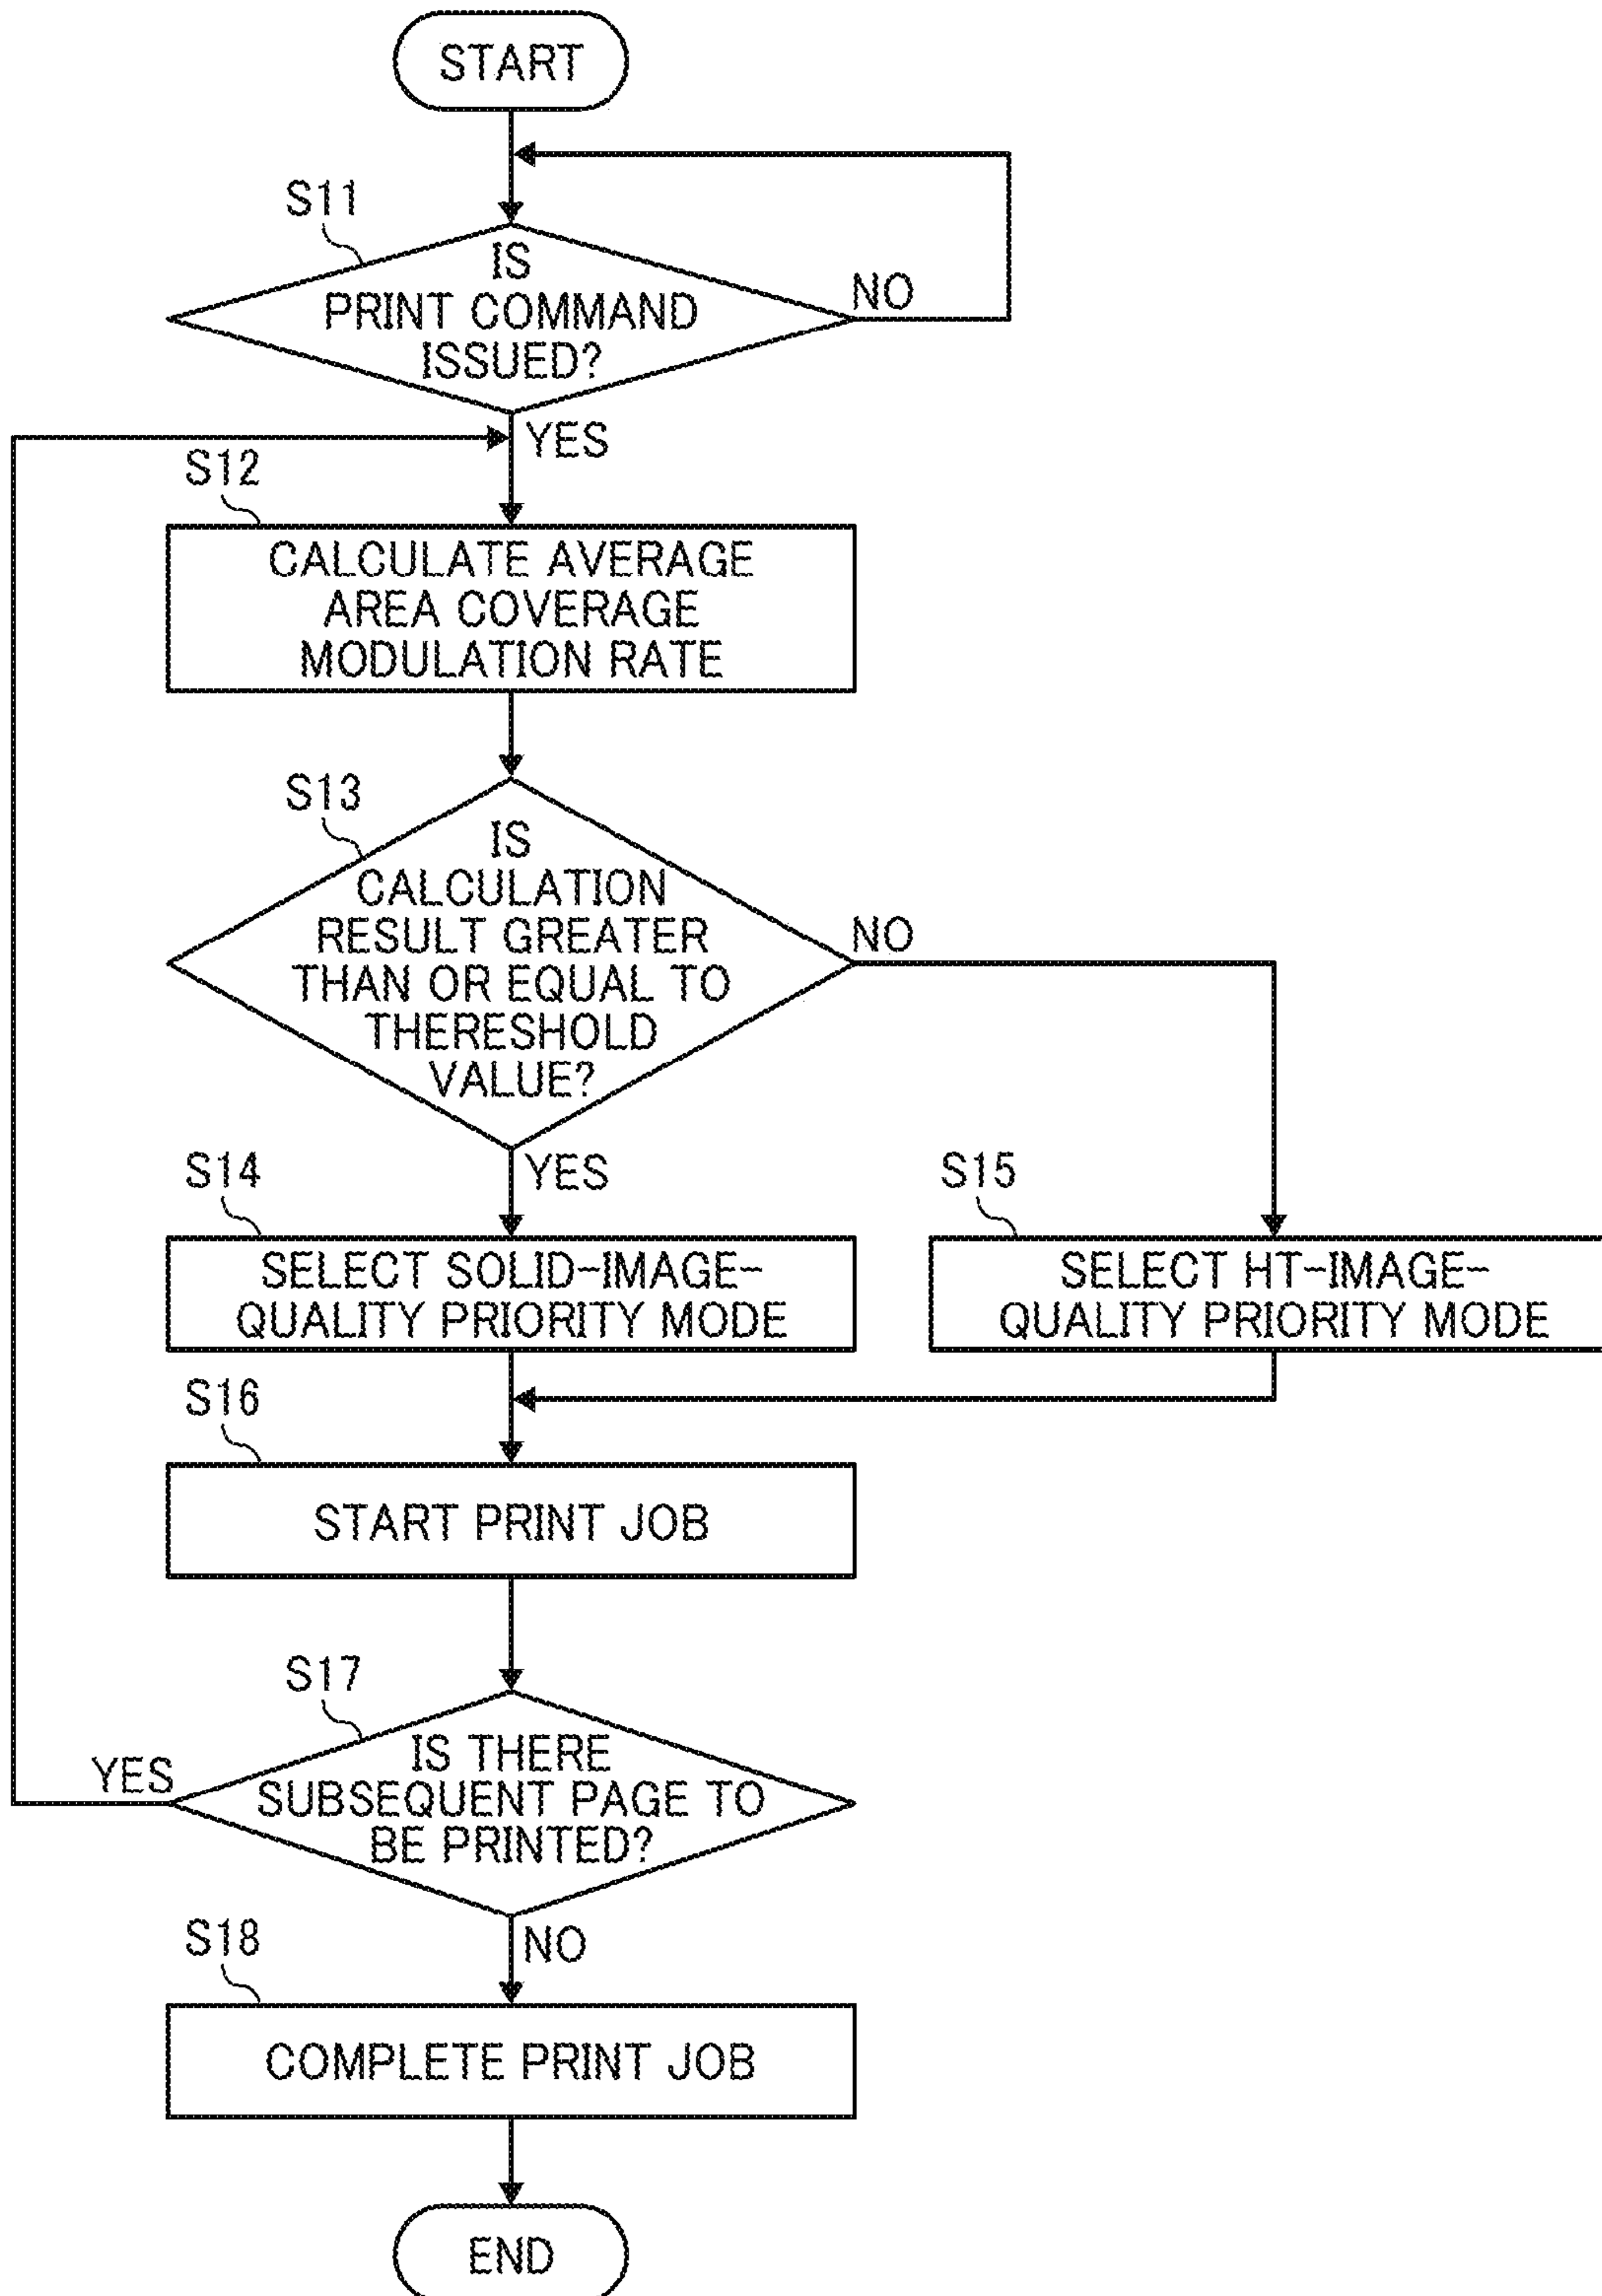 START
S11
IS
PRINT COMMAND
ISSUED?
NO
YES
S12
CALCULATE AVERAGE
AREA COVERAGE
MODULATION RATE
S13
IS
CALCULATION
RESULT GREATER
THAN OR EQUAL TO
THERESHOLD
VALUE?
NO
YES
S14
SELECT SOLID-IMAGE-
QUALITY PRIORITY MODE
S15
SELECT HT-IMAGE-
QUALITY PRIORITY MODE
S16
START PRINT JOB
S17
IS THERE
SUBSEQUENT PAGE TO
BE PRINTED?
YES
NO
S18
COMPLETE PRINT JOB
END